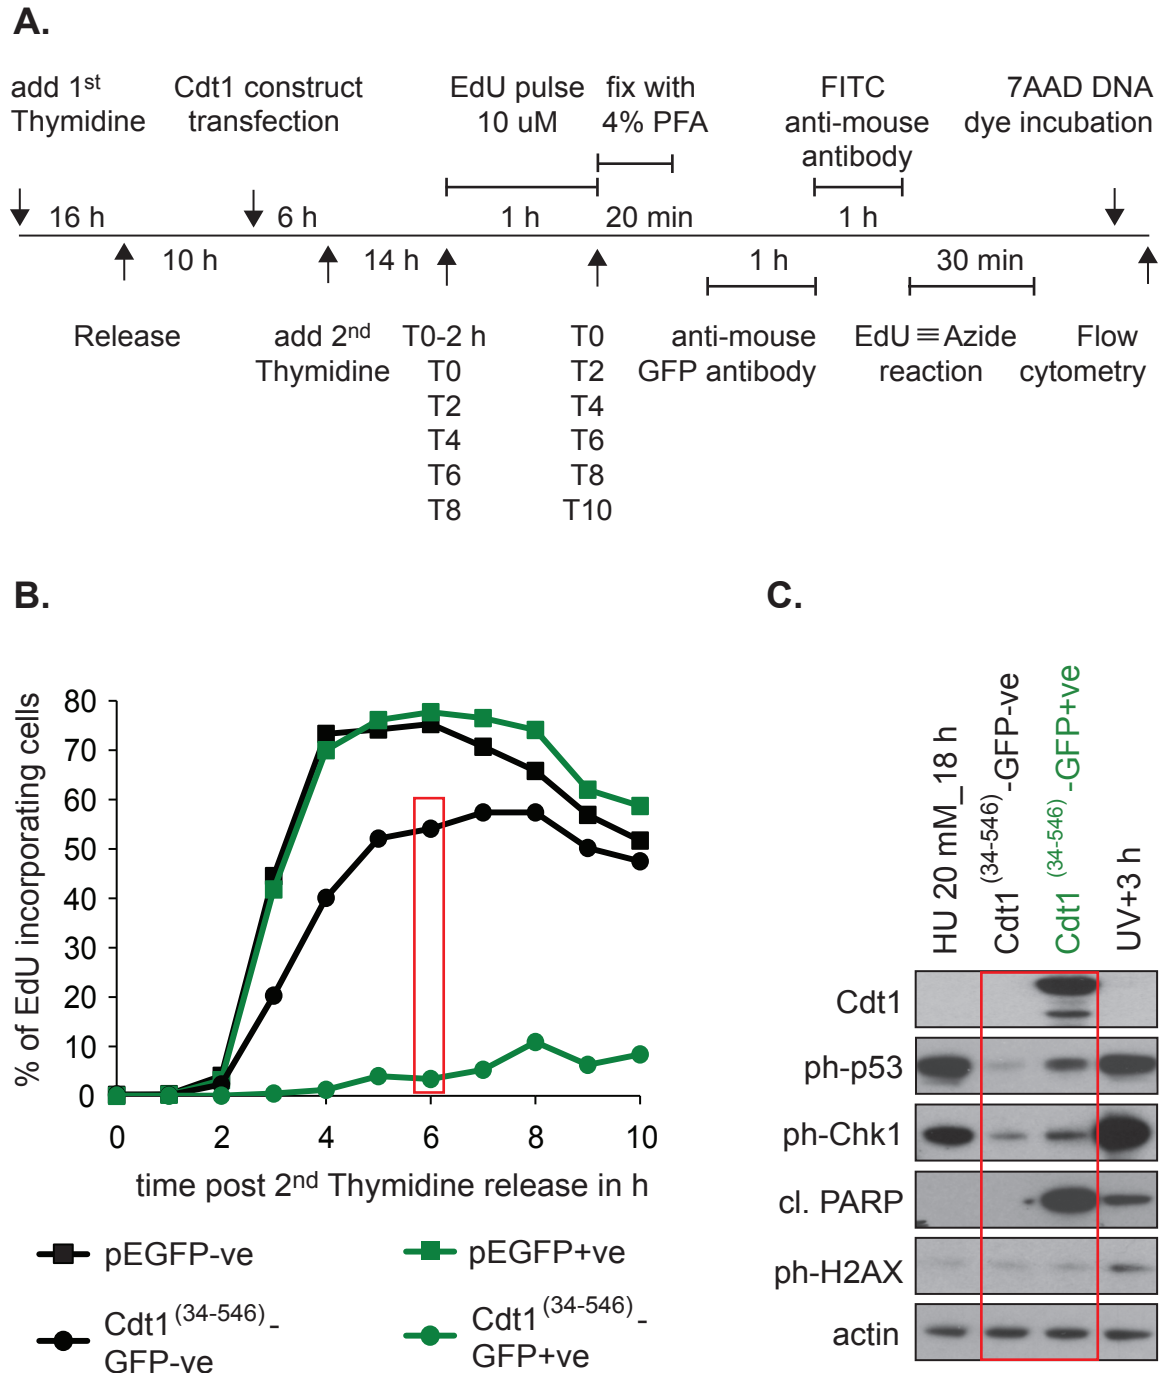 A.
add 1st
Thymidine
Cdt1 construct
transfection
EdU pulse
10 uM
fix with
4% PFA
FITC
anti-mouse
antibody
7AAD DNA
dye incubation
16 h
6 h
1 h
20 min
1 h
10 h
14 h
1 h
30 min
Release
add 2nd
Thymidine
T0-2 h
T0
T2
T4
T6
T8
T0
T2
T4
T6
T8
T10
anti-mouse
GFP antibody
EdU ≡ Azide
reaction
Flow
cytometry
B.
% of EdU incorporating cells
80
70
60
50
40
30
20
10
0
0 2 4 6 8 10
time post 2nd Thymidine release in h
pEGFP-ve
pEGFP+ve
Cdt1 (34-546) -
GFP-ve
Cdt1 (34-546) -
GFP+ve
C.
HU 20 mM_18 h
Cdt1 (34-546) -GFP-ve
Cdt1 (34-546) -GFP+ve
UV+3 h
Cdt1
ph-p53
ph-Chk1
cl. PARP
ph-H2AX
actin